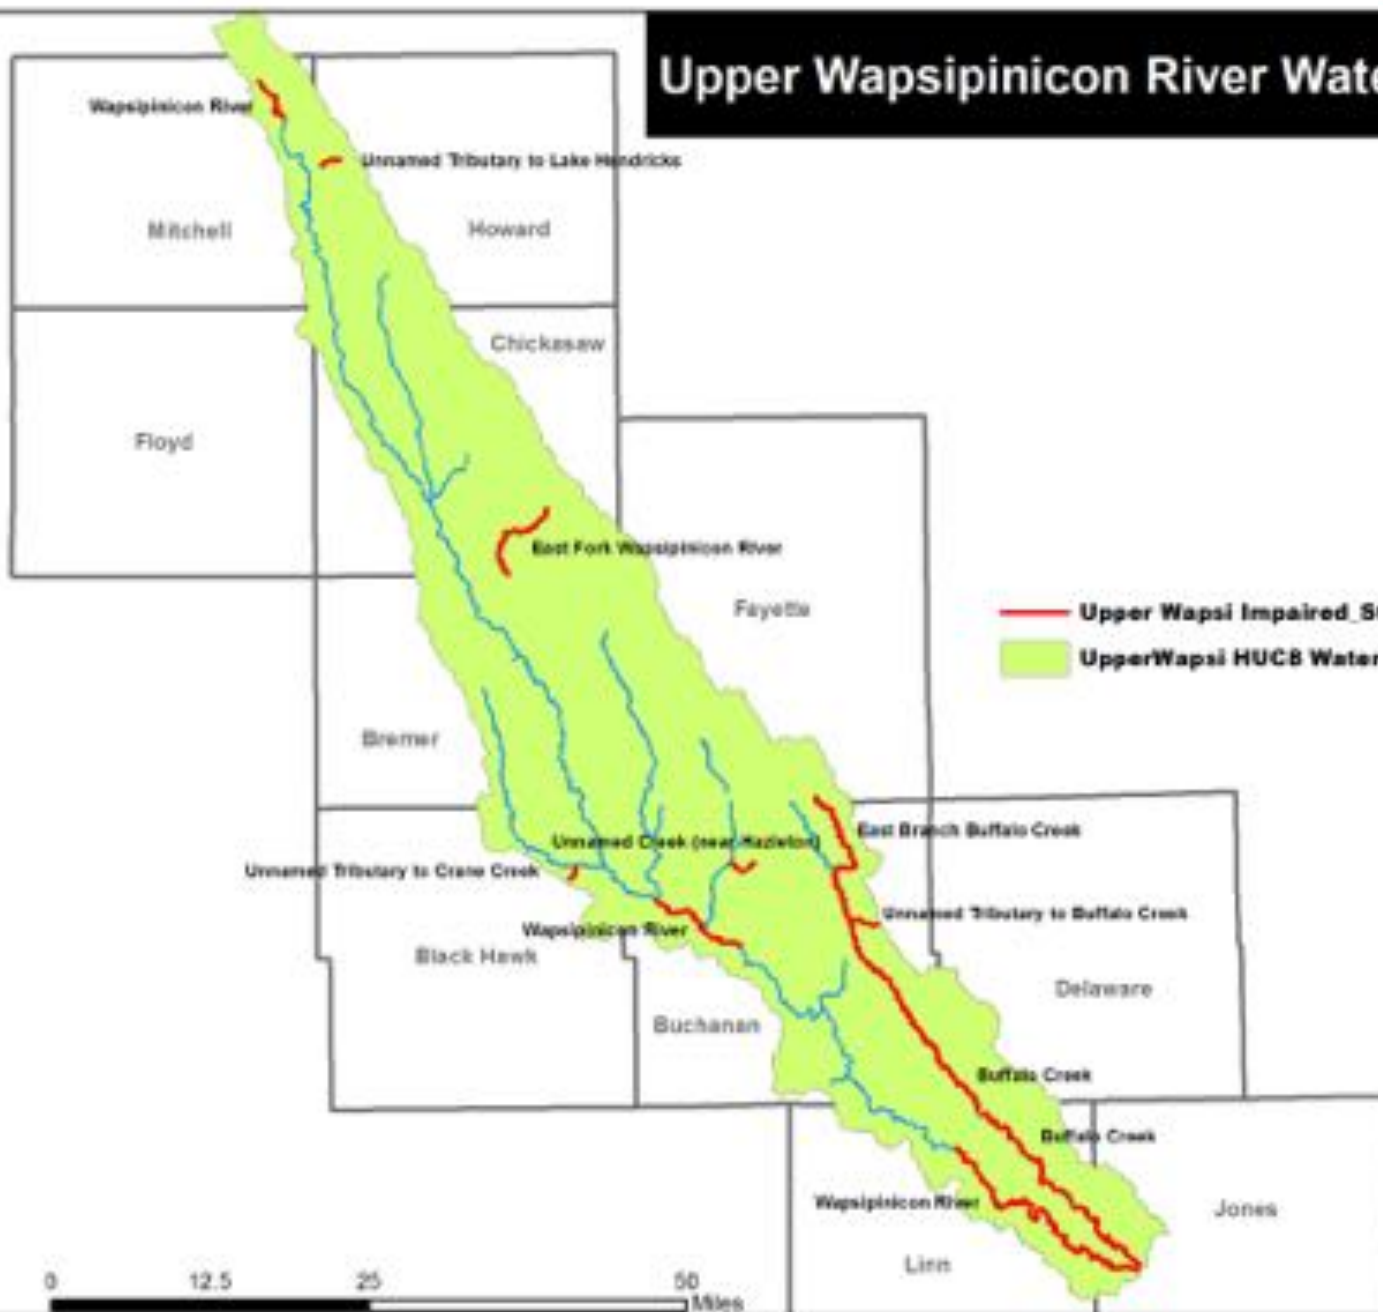 Upper Wapsipinicon River Wate
Wapsipinicon River
Unnamed Tributary to Lake Hendricks
Mitchell
Howard
Chickasaw
Floyd
East Fork Wapsipinicon River
Fayette
Upper Wapsi Impaired_S
UpperWapsi HUC8 Water
Bremer
East Branch Buffalo Creek
Unnamed Creek (near Hazleton)
Unnamed Tributary to Crane Creek
Unnamed Tributary to Buffalo Creek
Wapsipinicon River
Black Hawk
Delaware
Buchanan
Buffalo Creek
Buffalo Creek
Wapsipinicon River
Jones
Linn
0 12.5 25 50
Miles